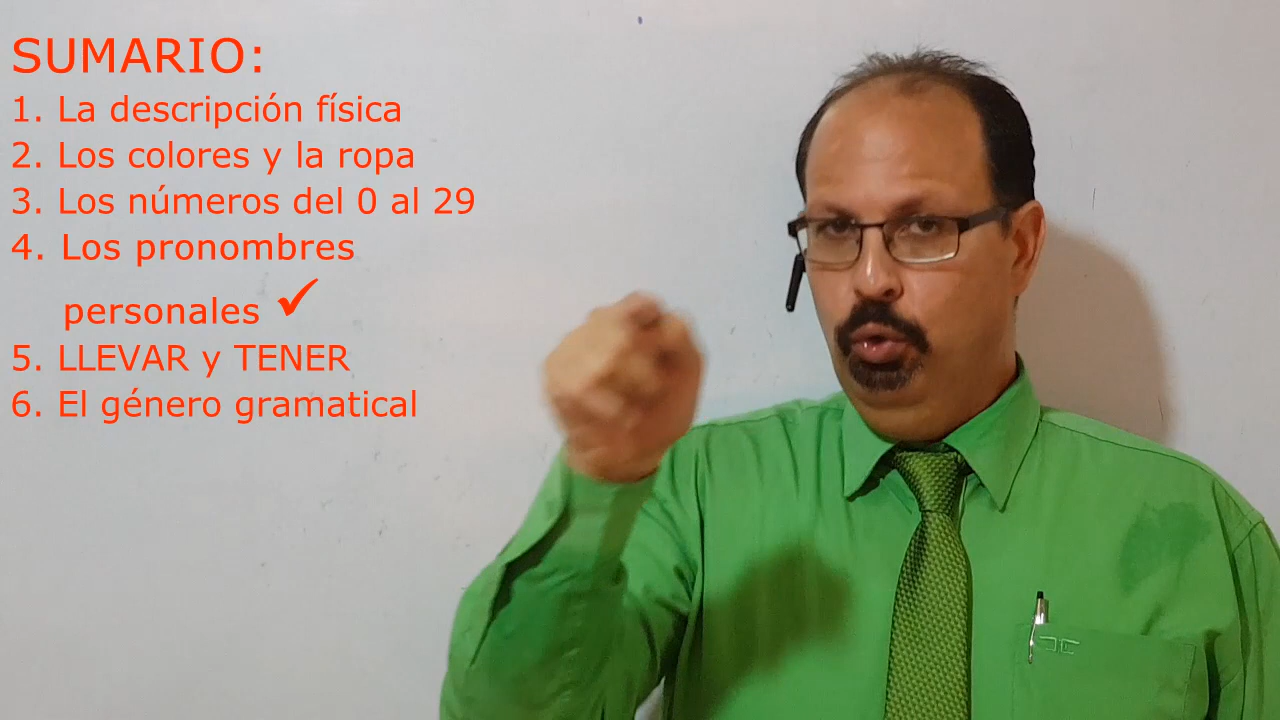 SUMARIO:
1. La descripción física
2. Los colores y la ropa
3. Los números del 0 al 29
4. Los pronombres
personales ✓
5. LLEVAR y TENER
6. El género gramatical